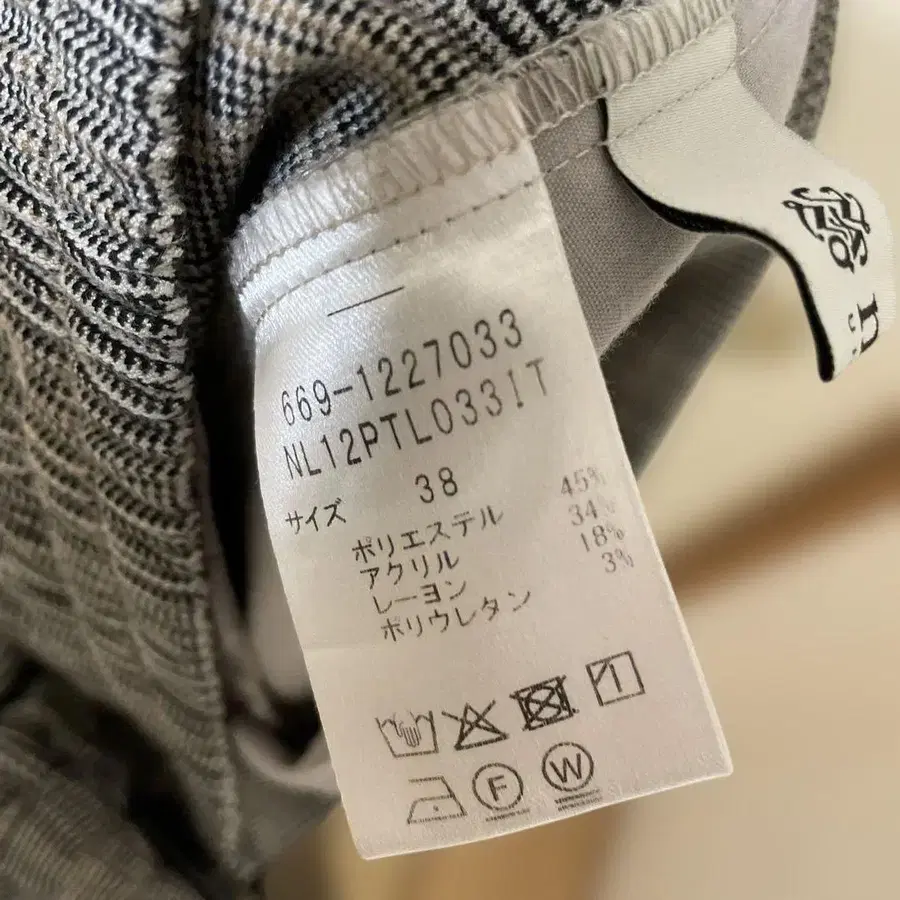 669-1227033
NL12PTL033IT
サイズ 38
ポリエステル 45%
アクリル 34%
レーヨン 18%
ポリウレタン 3%
F W